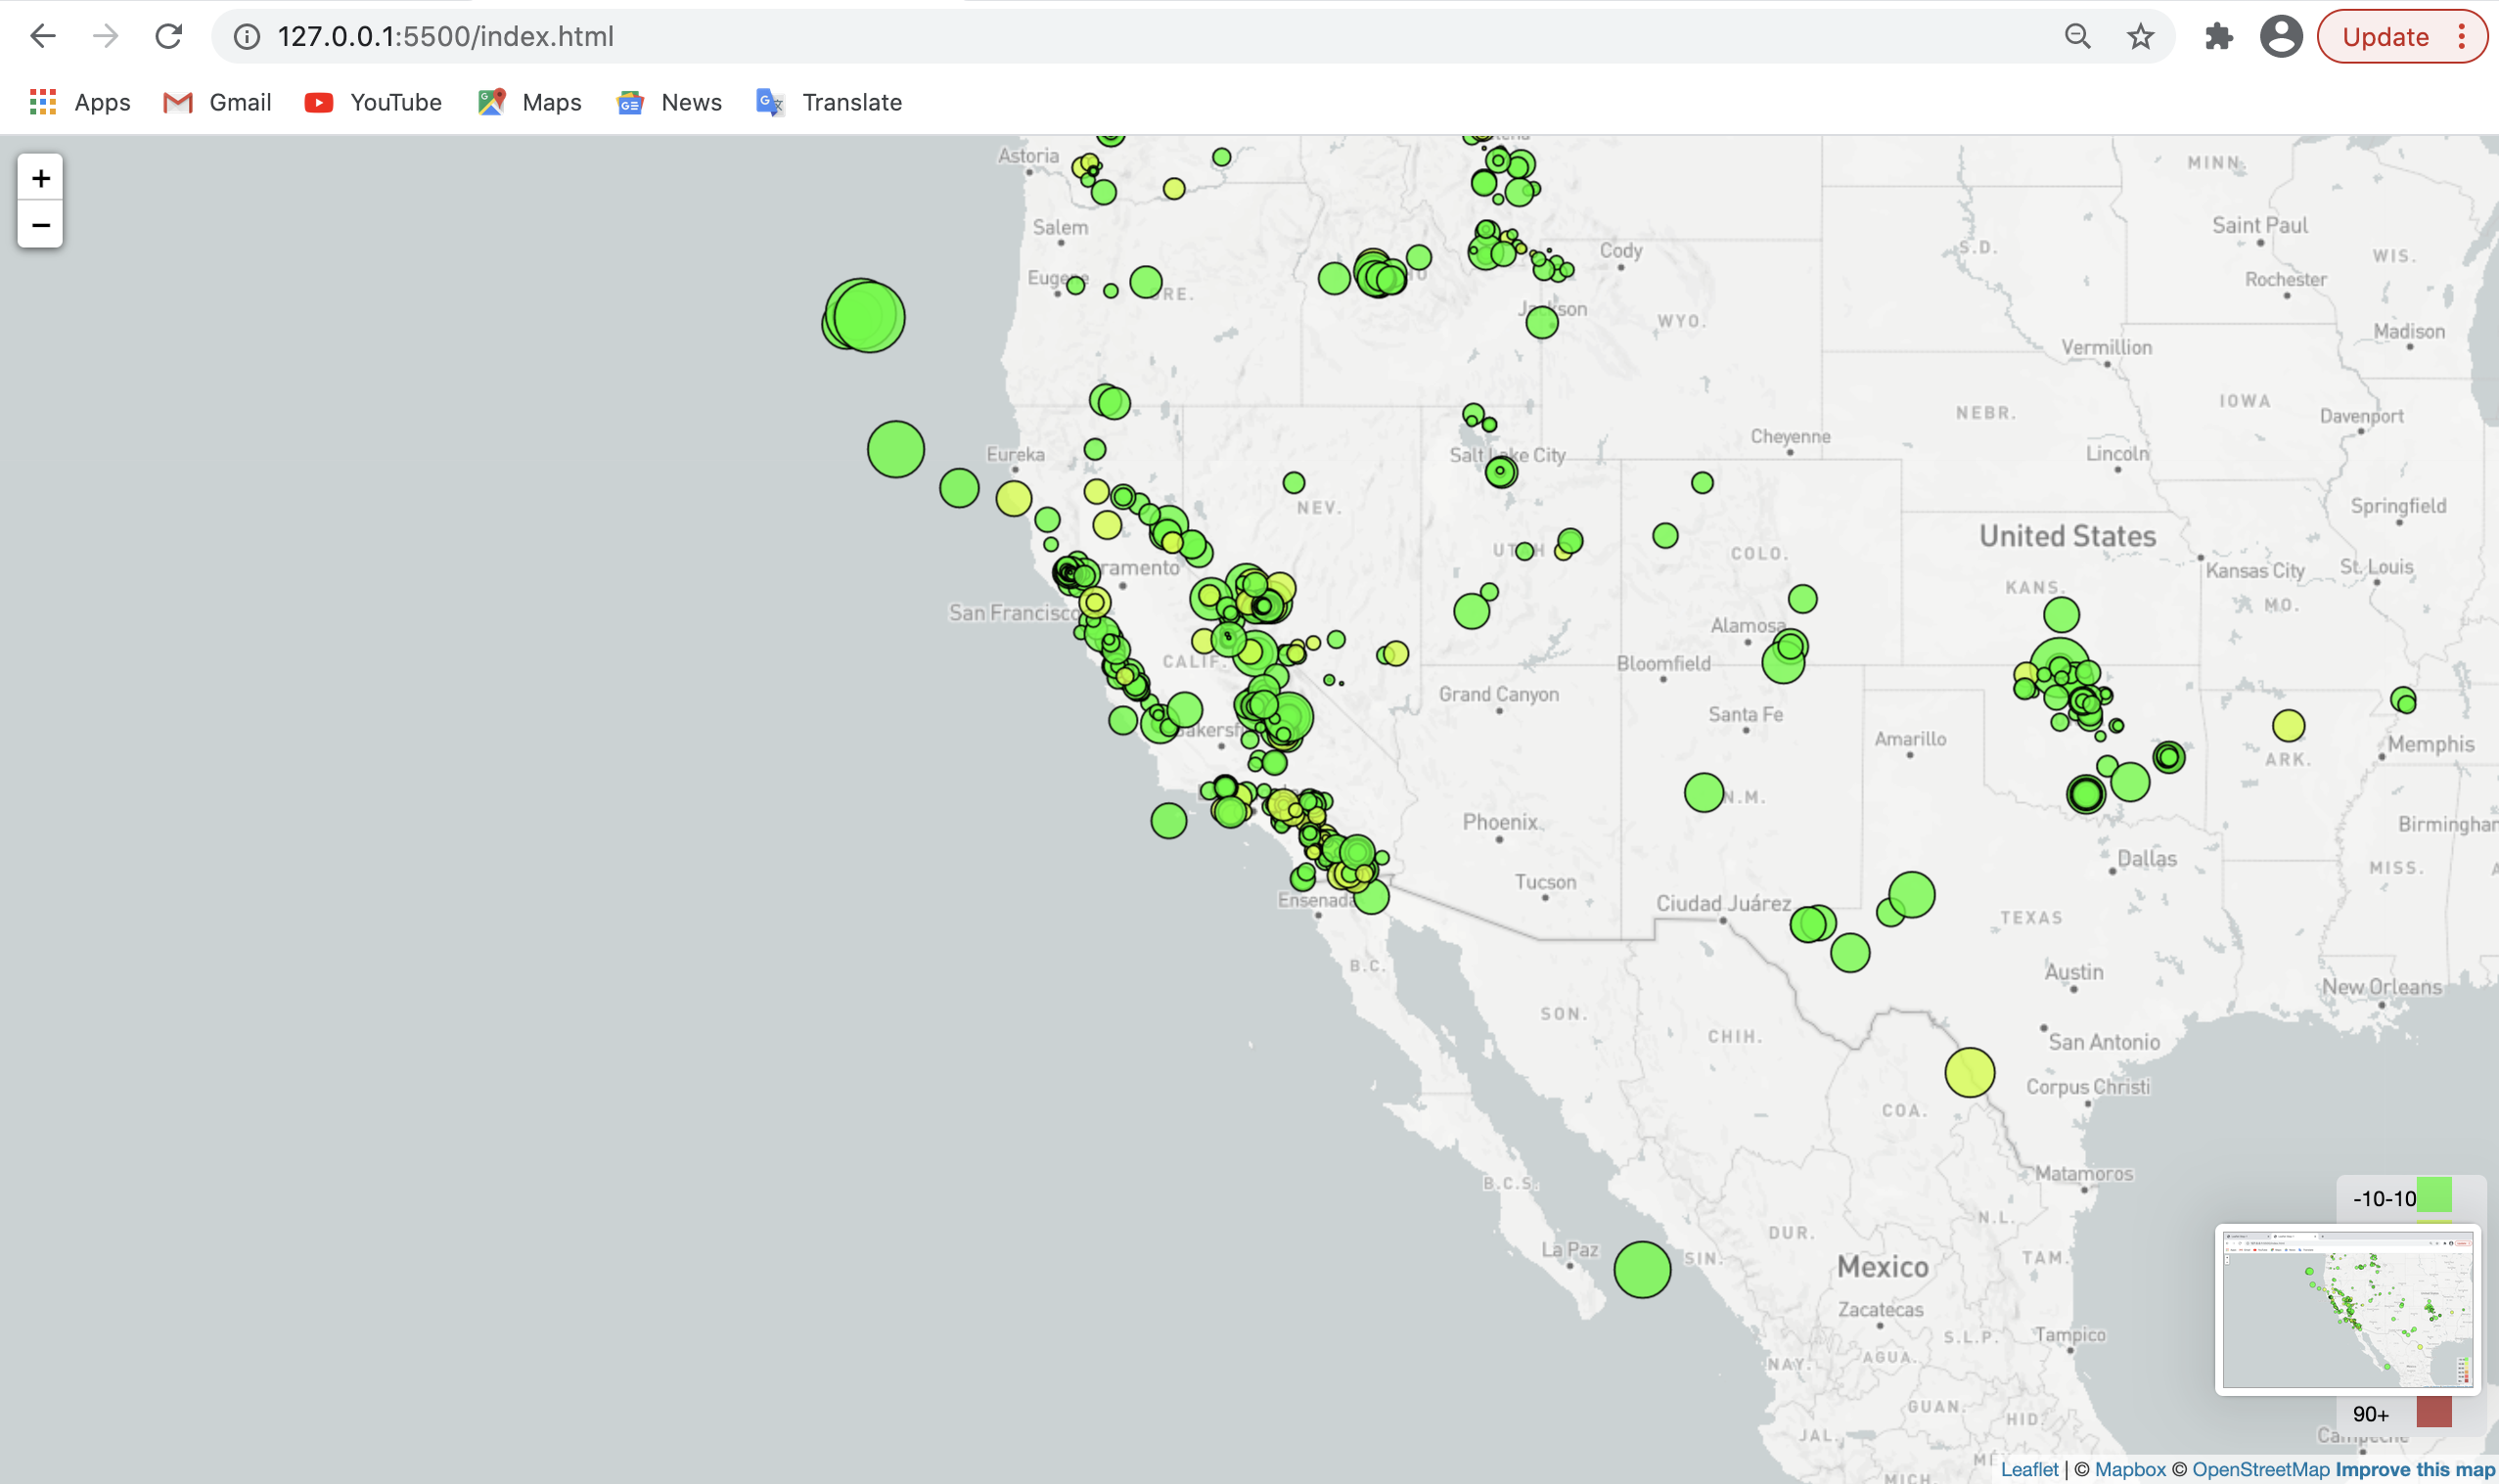 127.0.0.1:5500/index.html
Update
Apps
Gmail
YouTube
Maps
News
Translate
+
−
Astoria
Salem
ORE.
Cody
WYO.
S.D.
MINN.
Saint Paul
WIS.
Rochester
Madison
Vermillion
IOWA
Davenport
NEBR.
Cheyenne
Lincoln
Eureka
Salt Lake City
NEV.
Springfield
United States
COLO.
KANS.
Kansas City
St. Louis
MO.
San Francisco
CALIF.
Alamosa
Bloomfield
Grand Canyon
Santa Fe
Amarillo
ARK.
Memphis
N.M.
Phoenix
Birmingham
Dallas
MISS.
Tucson
Ensenada
Ciudad Juárez
TEXAS
B.C.
Austin
New Orleans
SON.
CHIH.
San Antonio
Corpus Christi
COA.
Matamoros
B.C.S.
-10-10
N.L.
DUR.
La Paz
SIN.
TAM.
Mexico
Zacatecas
S.L.P.
Tampico
NAY.
AGUA.
GUAN.
HID.
90+
JAL.
Campeche
MICH.
Leaflet | © Mapbox © OpenStreetMap Improve this map